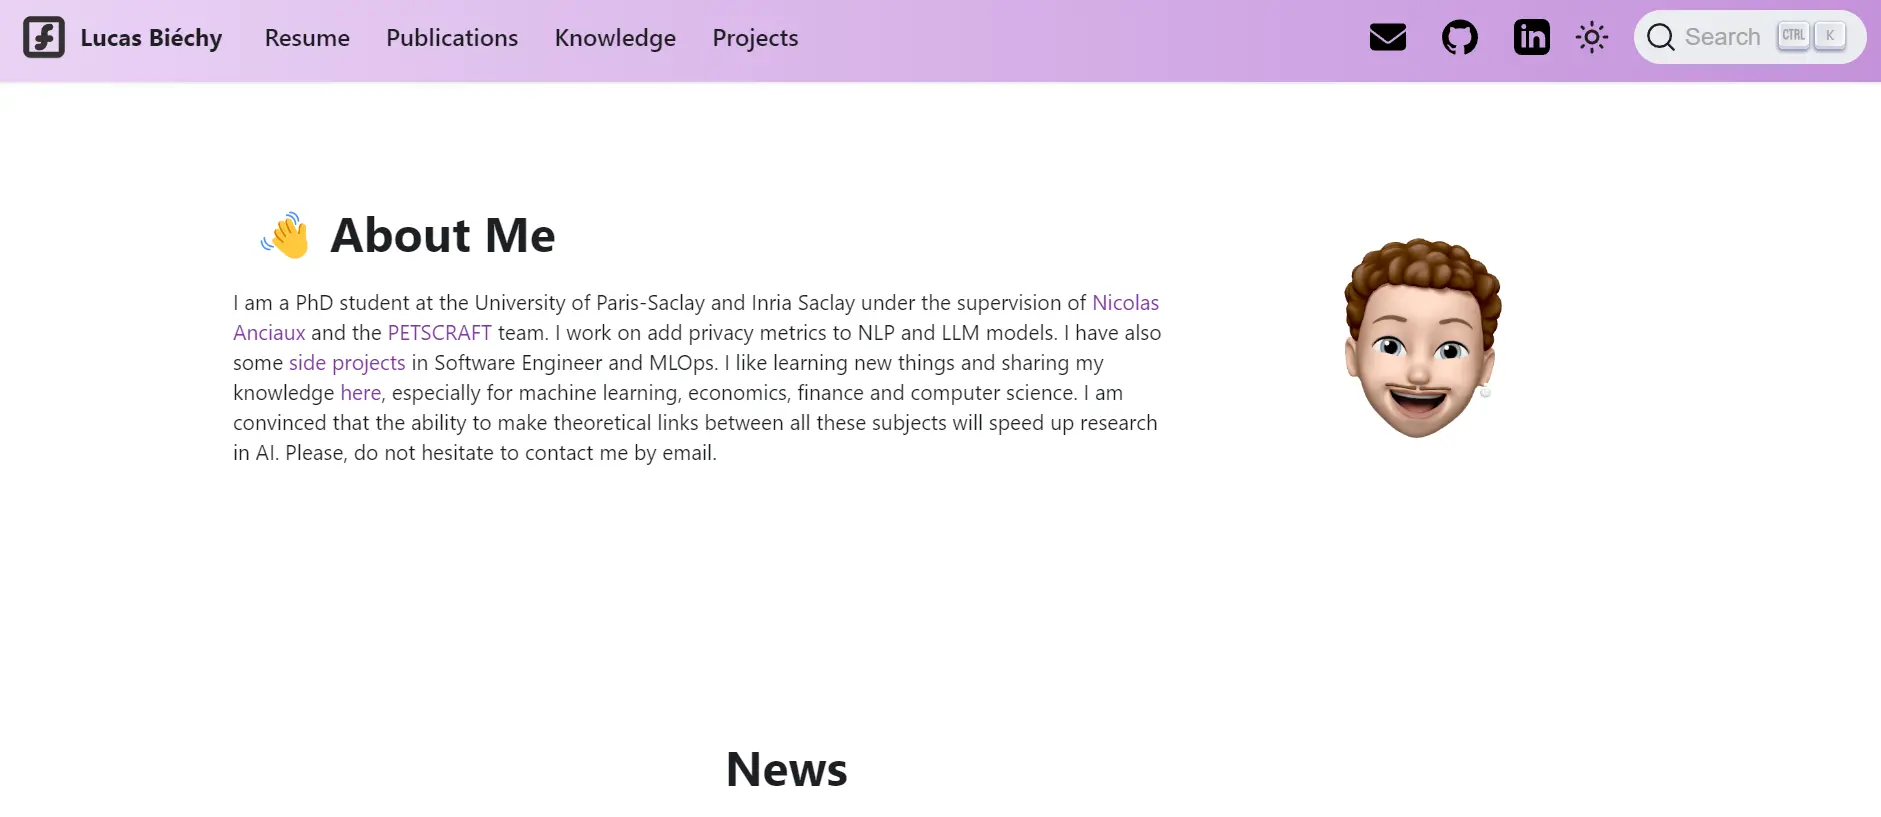 Lucas Biéchy Resume Publications Knowledge Projects Search CTRL K
👋 About Me
I am a PhD student at the University of Paris-Saclay and Inria Saclay under the supervision of Nicolas
Anciaux and the PETSCRAFT team. I work on add privacy metrics to NLP and LLM models. I have also
some side projects in Software Engineer and MLOps. I like learning new things and sharing my
knowledge here, especially for machine learning, economics, finance and computer science. I am
convinced that the ability to make theoretical links between all these subjects will speed up research
in AI. Please, do not hesitate to contact me by email.
News